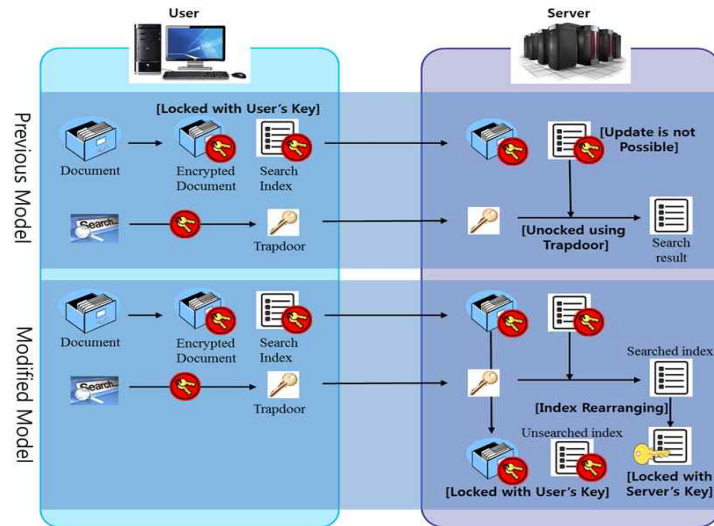 User
Server
Previous Model
[Locked with User's Key]
Document
Encrypted
Document
Search
Index
[Update is not
Possible]
Search...
Trapdoor
[Unocked using
Trapdoor]
Search
result
Modified Model
Document
Encrypted
Document
Search
Index
Searched index
Search...
Trapdoor
[Index Rearranging]
Unsearched index
[Locked with User's Key]
[Locked with
Server's Key]